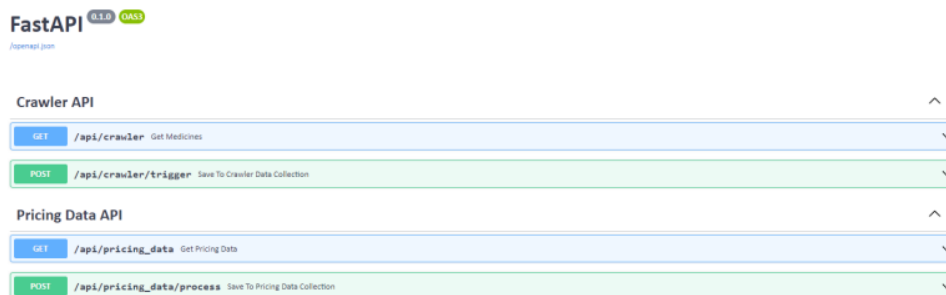 FastAPI 0.1.0 OAS3
/openapi.json
Crawler API
GET /api/crawler Get Medicines
POST /api/crawler/trigger Save To Crawler Data Collection
Pricing Data API
GET /api/pricing_data Get Pricing Data
POST /api/pricing_data/process Save To Pricing Data Collection